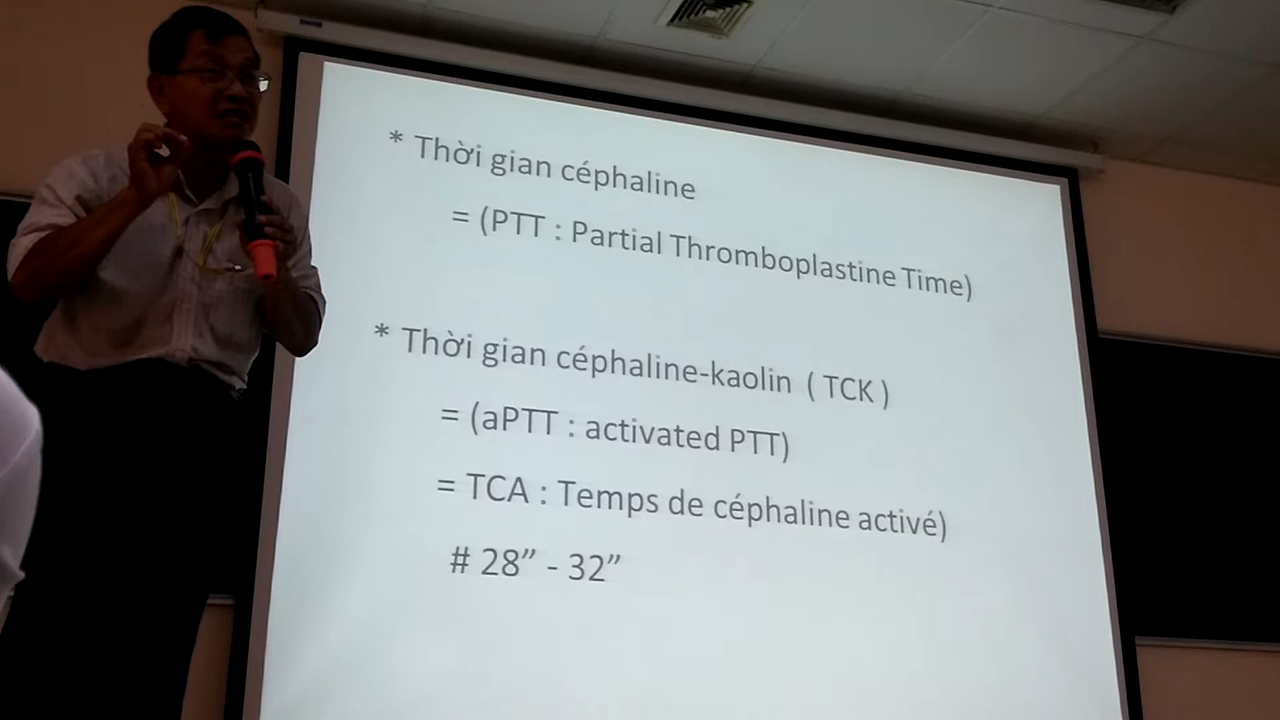 * Thời gian céphaline
= (PTT : Partial Thromboplastine Time)
* Thời gian céphaline-kaolin ( TCK )
= (aPTT : activated PTT)
= TCA : Temps de céphaline activé)
# 28” - 32”